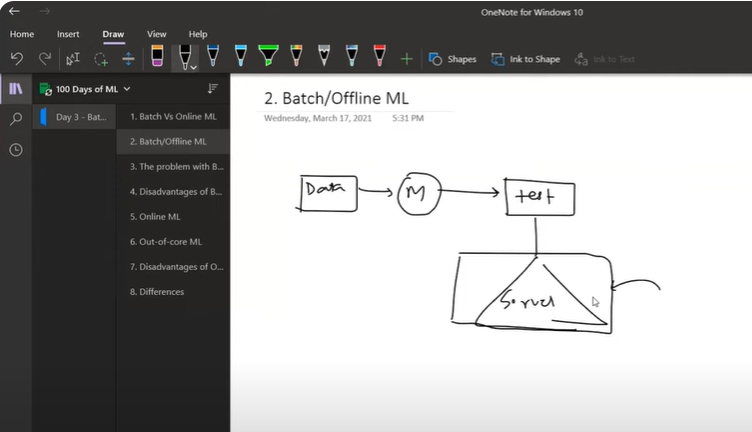 OneNote for Windows 10
Home Insert Draw View Help
Shapes Ink to Shape Ink to Text
100 Days of ML
Day 3 - Bat...
1. Batch Vs Online ML
2. Batch/Offline ML
3. The problem with B...
4. Disadvantages of B...
5. Online ML
6. Out-of-core ML
7. Disadvantages of O...
8. Differences
2. Batch/Offline ML
Wednesday, March 17, 2021 5:31 PM
Data M test